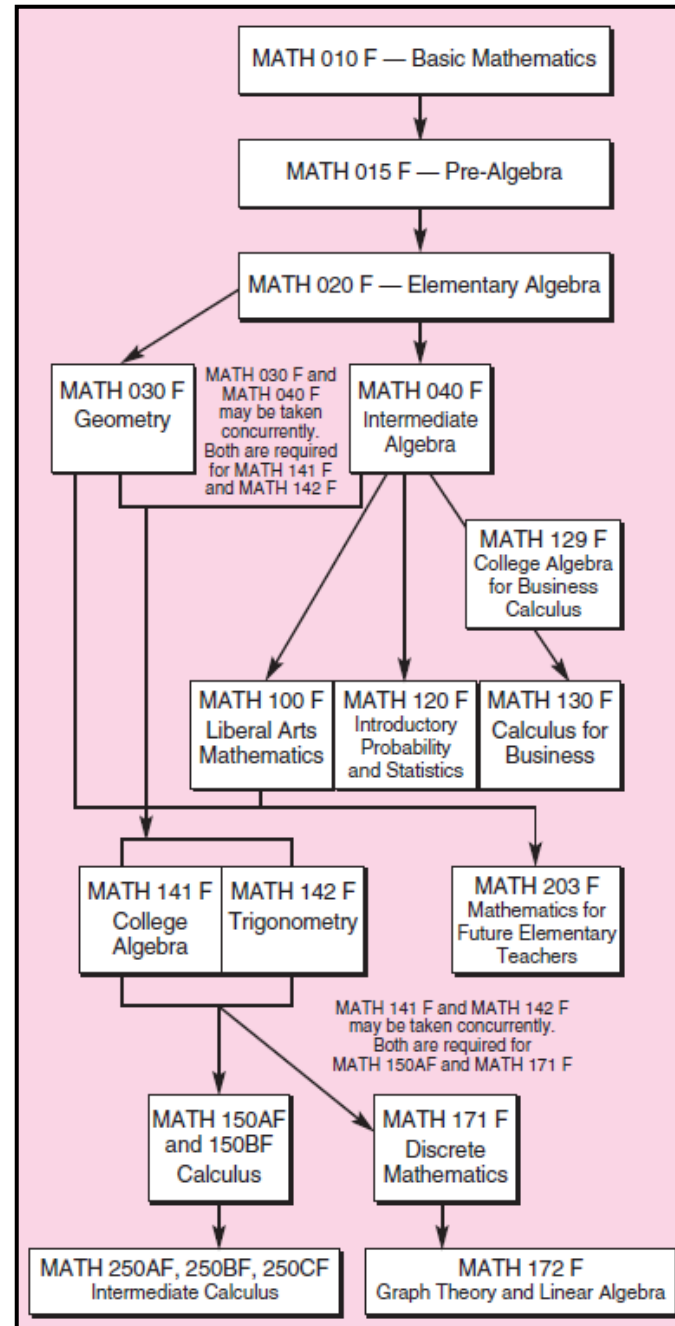 MATH 010 F — Basic Mathematics
MATH 015 F — Pre-Algebra
MATH 020 F — Elementary Algebra
MATH 030 F
Geometry
MATH 030 F and
MATH 040 F
may be taken
concurrently.
Both are required
for MATH 141 F
and MATH 142 F
MATH 040 F
Intermediate
Algebra
MATH 129 F
College Algebra
for Business
Calculus
MATH 100 F
Liberal Arts
Mathematics
MATH 120 F
Introductory
Probability
and Statistics
MATH 130 F
Calculus for
Business
MATH 141 F
College
Algebra
MATH 142 F
Trigonometry
MATH 203 F
Mathematics for
Future Elementary
Teachers
MATH 141 F and MATH 142 F
may be taken concurrently.
Both are required for
MATH 150AF and MATH 171 F
MATH 150AF
and 150BF
Calculus
MATH 171 F
Discrete
Mathematics
MATH 250AF, 250BF, 250CF
Intermediate Calculus
MATH 172 F
Graph Theory and Linear Algebra